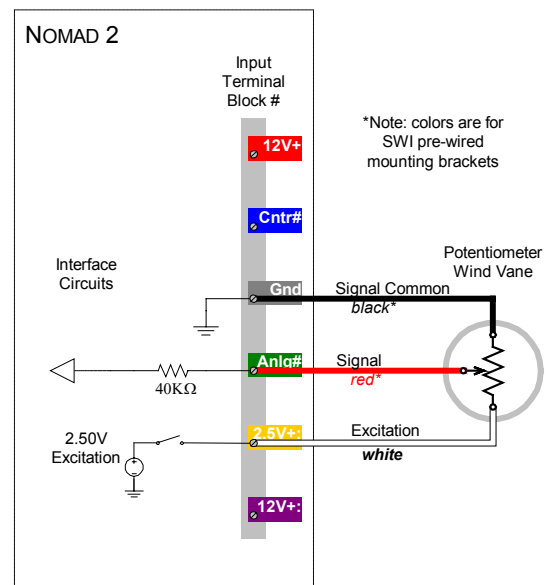 NOMAD 2
Input
Terminal
Block #
*Note: colors are for
SWI pre-wired
mounting brackets
12V+
Cntr#
Potentiometer
Wind Vane
Interface
Circuits
Gnd
Signal Common
black*
Anlg#
Signal
red*
40KΩ
2.50V
Excitation
2.5V+:
Excitation
white
12V+: